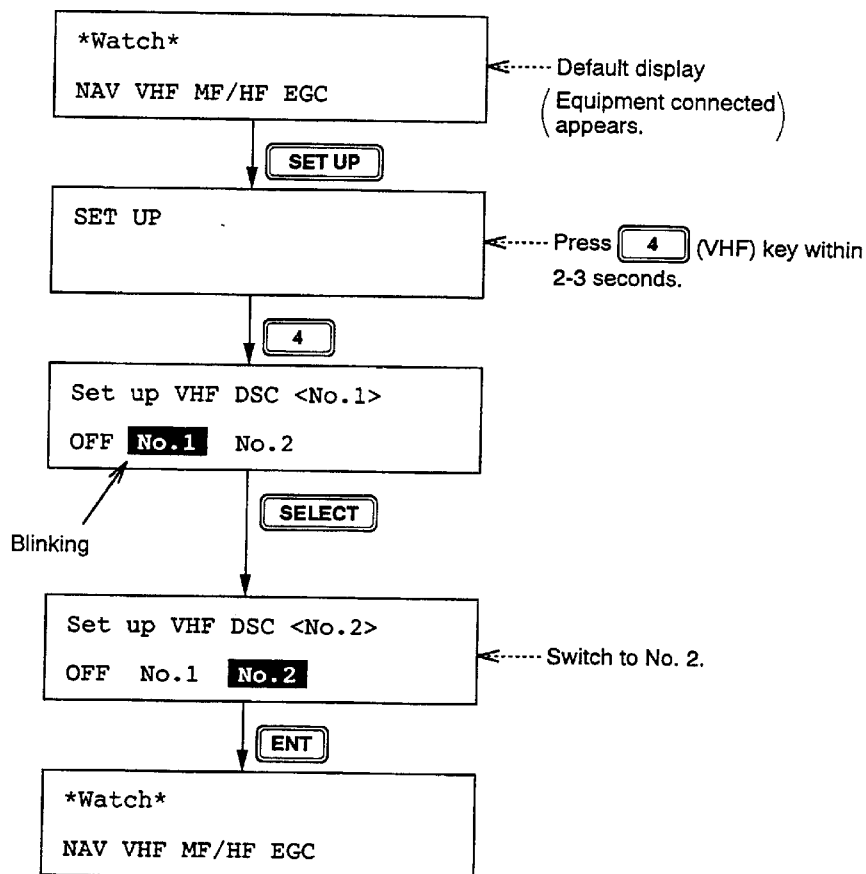 *Watch*
NAV VHF MF/HF EGC
Default display
(Equipment connected
appears.)
SET UP
SET UP
Press 4 (VHF) key within
2-3 seconds.
4
Set up VHF DSC <No.1>
OFF No.1 No.2
Blinking
SELECT
Set up VHF DSC <No.2>
OFF No.1 No.2
Switch to No. 2.
ENT
*Watch*
NAV VHF MF/HF EGC